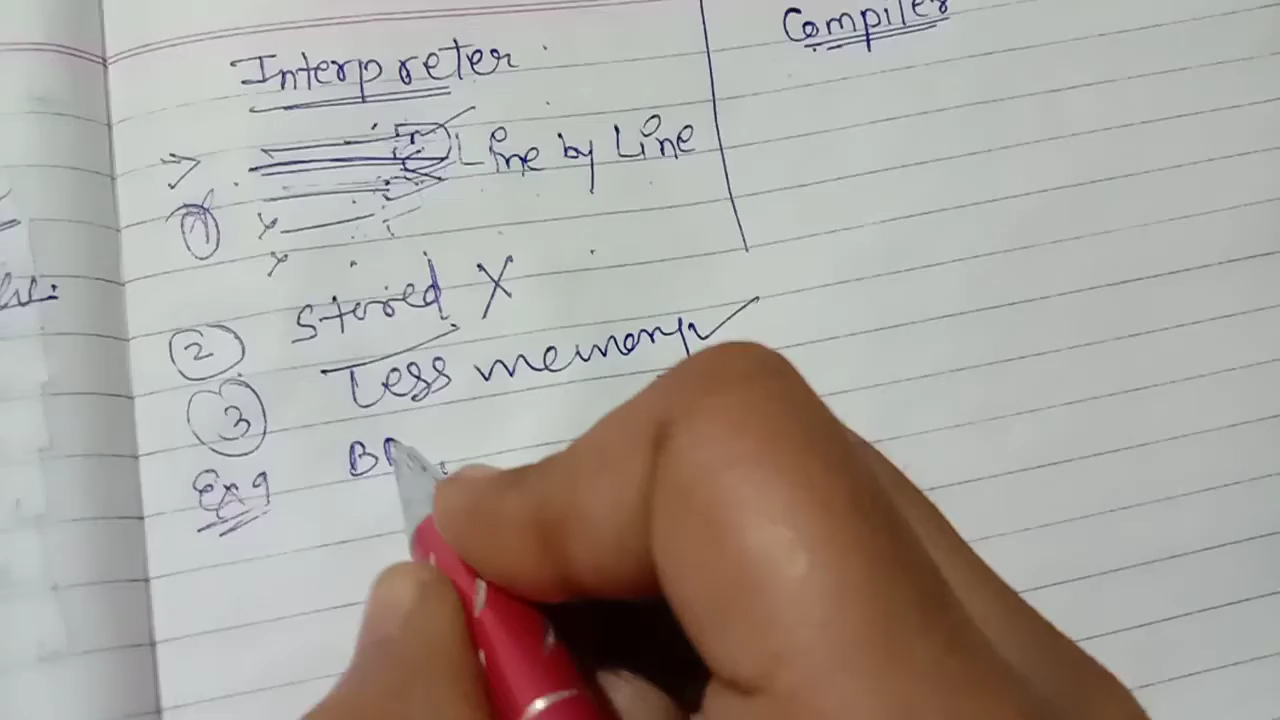 Interpreter
Compiler
Line by Line
1
2 Stored X
3 Less memory ✓
Exg B